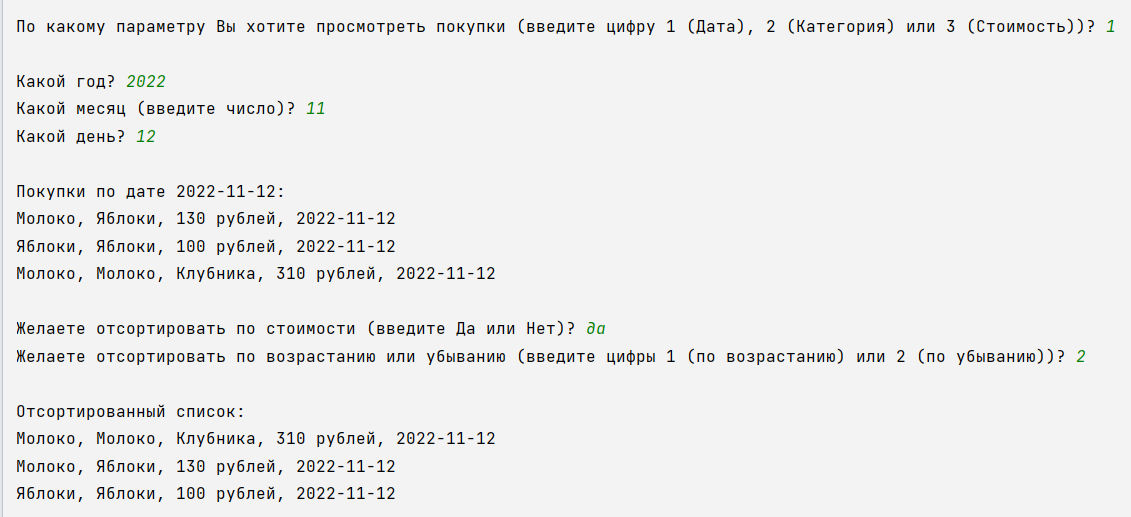 По какому параметру Вы хотите просмотреть покупки (введите цифру 1 (Дата), 2 (Категория) или 3 (Стоимость))? 1
Какой год? 2022
Какой месяц (введите число)? 11
Какой день? 12
Покупки по дате 2022-11-12:
Молоко, Яблоки, 130 рублей, 2022-11-12
Яблоки, Яблоки, 100 рублей, 2022-11-12
Молоко, Молоко, Клубника, 310 рублей, 2022-11-12
Желаете отсортировать по стоимости (введите Да или Нет)? да
Желаете отсортировать по возрастанию или убыванию (введите цифры 1 (по возрастанию) или 2 (по убыванию))? 2
Отсортированный список:
Молоко, Молоко, Клубника, 310 рублей, 2022-11-12
Молоко, Яблоки, 130 рублей, 2022-11-12
Яблоки, Яблоки, 100 рублей, 2022-11-12